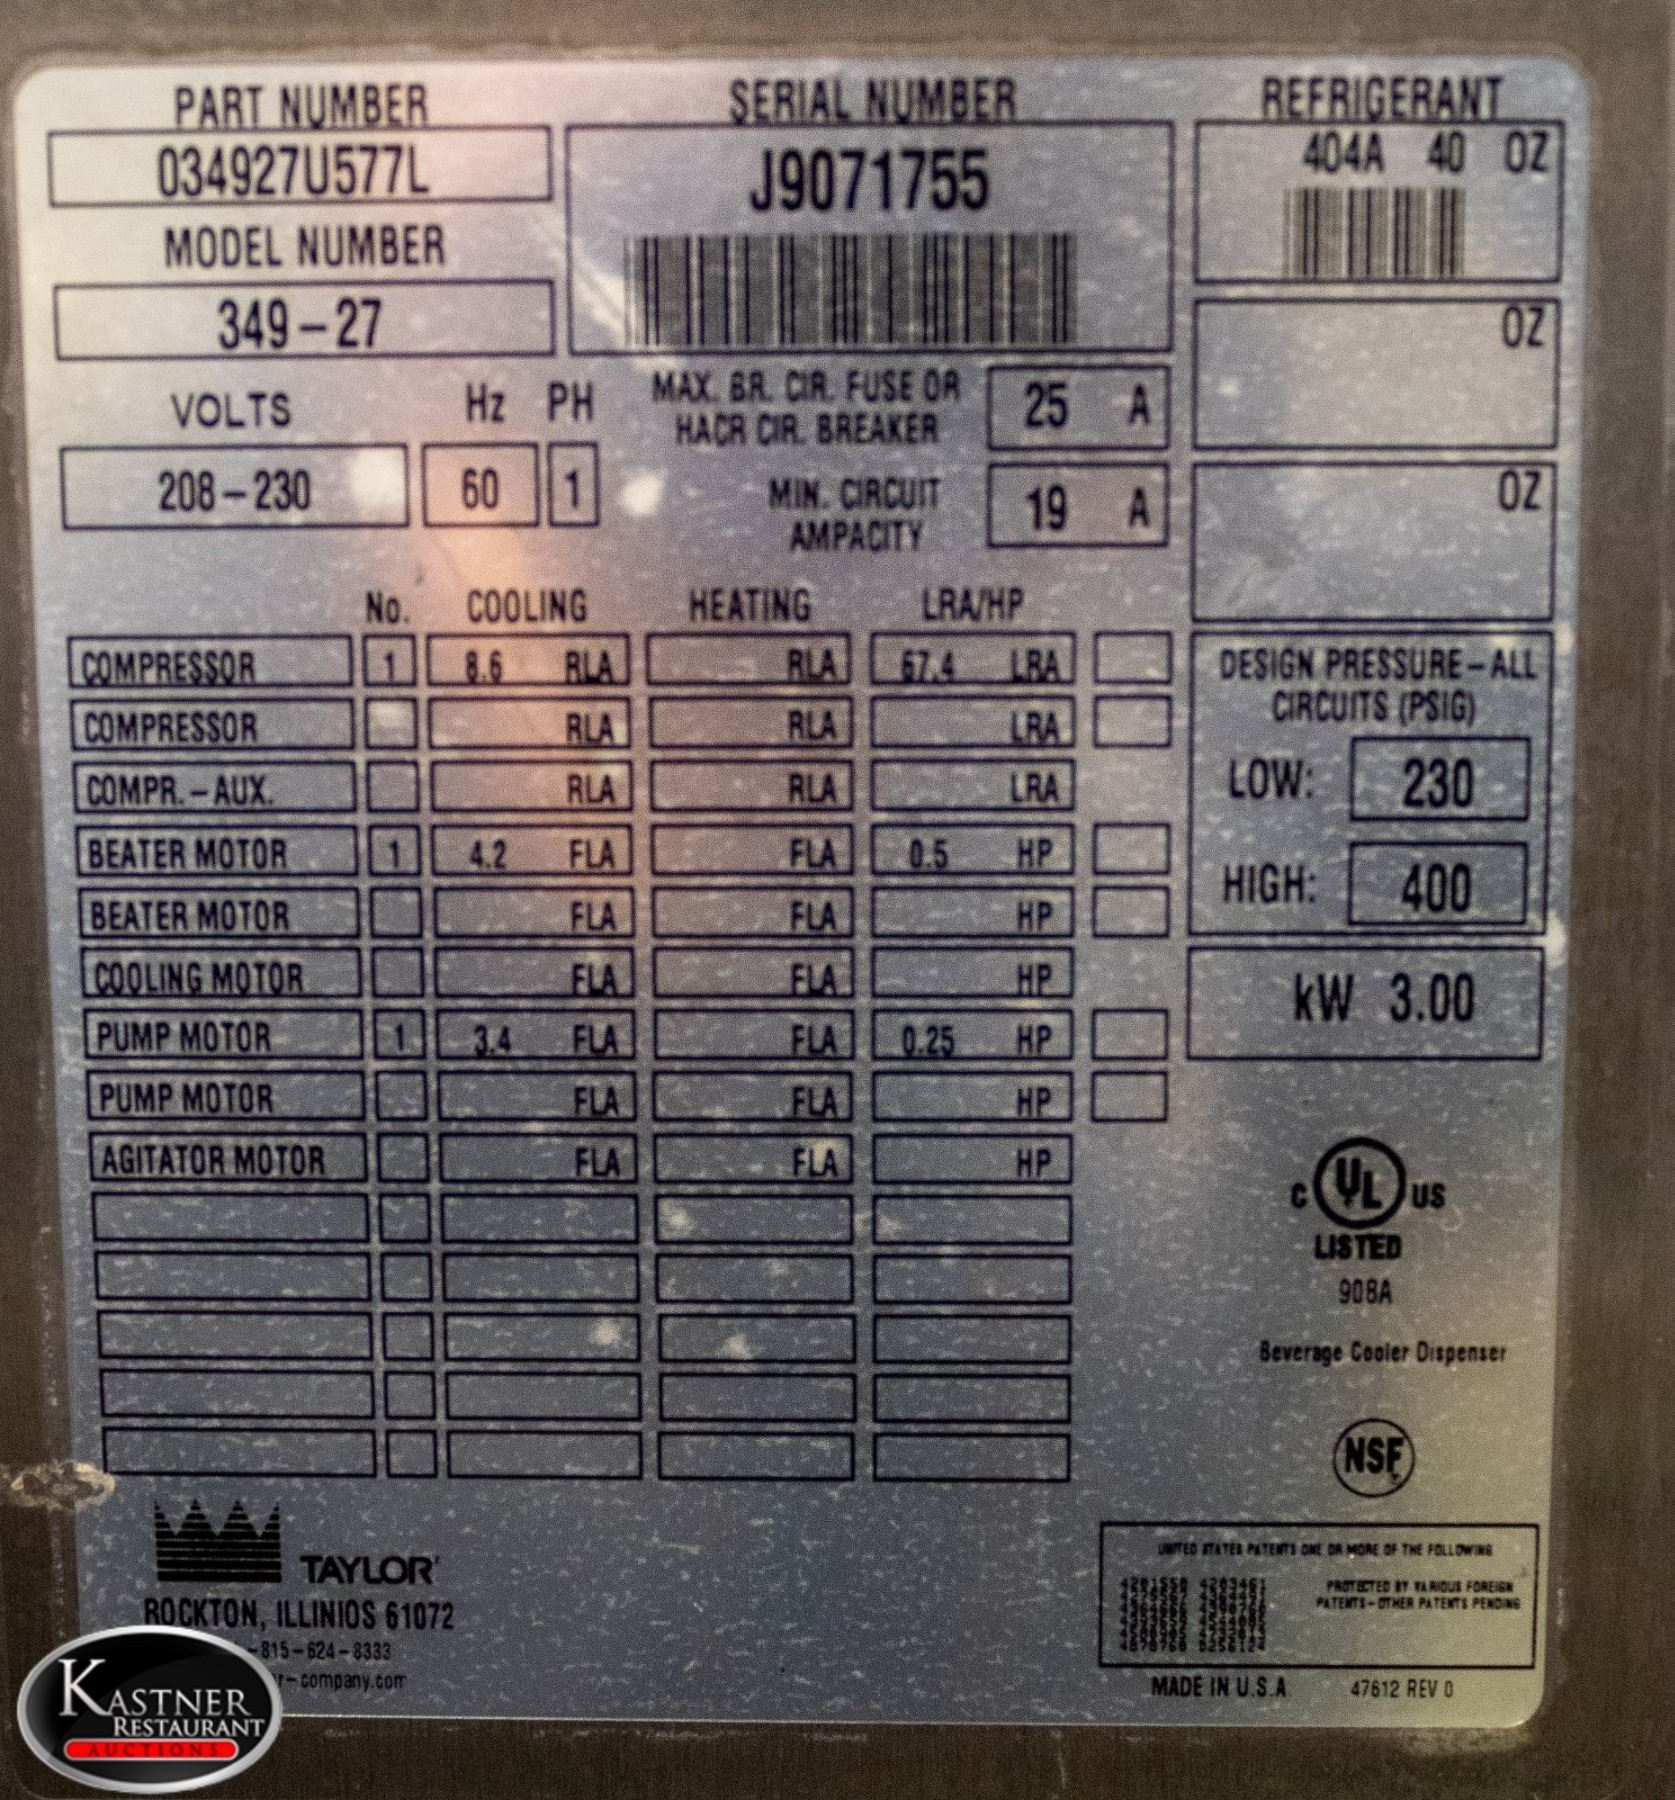 PART NUMBER
034927U577L
MODEL NUMBER
349-27
SERIAL NUMBER
J9071755
REFRIGERANT
404A 40 OZ
OZ
OZ
VOLTS Hz PH
208-230 60 1
MAX. BR. CIR. FUSE OR
HACR CIR. BREAKER
25 A
MIN. CIRCUIT
AMPACITY
19 A
No. COOLING HEATING LRA/HP
COMPRESSOR 1 8.6 RLA RLA 67.4 LRA
COMPRESSOR RLA RLA LRA
COMPR.-AUX. RLA RLA LRA
BEATER MOTOR 1 4.2 FLA FLA 0.5 HP
BEATER MOTOR FLA FLA HP
COOLING MOTOR FLA FLA HP
PUMP MOTOR 1 3.4 FLA FLA 0.25 HP
PUMP MOTOR FLA FLA HP
AGITATOR MOTOR FLA FLA HP
DESIGN PRESSURE-ALL
CIRCUITS (PSIG)
LOW: 230
HIGH: 400
kW 3.00
C UL US
LISTED
908A
Beverage Cooler Dispenser
NSF
TAYLOR
ROCKTON, ILLINIOS 61072
-815-624-8333
r-company.com
UNITED STATES PATENTS ONE OR MORE OF THE FOLLOWING
PROTECTED BY VARIOUS FOREIGN
PATENTS-OTHER PATENTS PENDING
MADE IN U.S.A 47612 REV 0
KASTNER
RESTAURANT
AUCTIONS